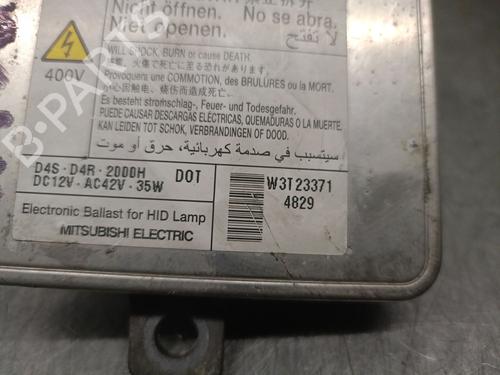 Nicht öffnen.
No se abra.
Niet openen.
لا تفتح
WILL SHOCK, BURN or cause DEATH.
400V
Provoquera une COMMOTION, des BRULURES ou la MORT.
Es besteht stromschlag-, Feuer- und Todesgefahr.
PUEDE CAUSAR DESCARGAS ELÉCTRICAS, QUEMADURAS O LA MUERTE.
KAN LEIDEN TOT SCHOK, VERBRANDINGEN OF DOOD.
سيتسبب في صدمة كهربائية، حرق أو موت
D4S·D4R·2000H
DOT
DC12V·AC42V·35W
W3T23371
4829
Electronic Ballast for HID Lamp
MITSUBISHI ELECTRIC
B-PARTS